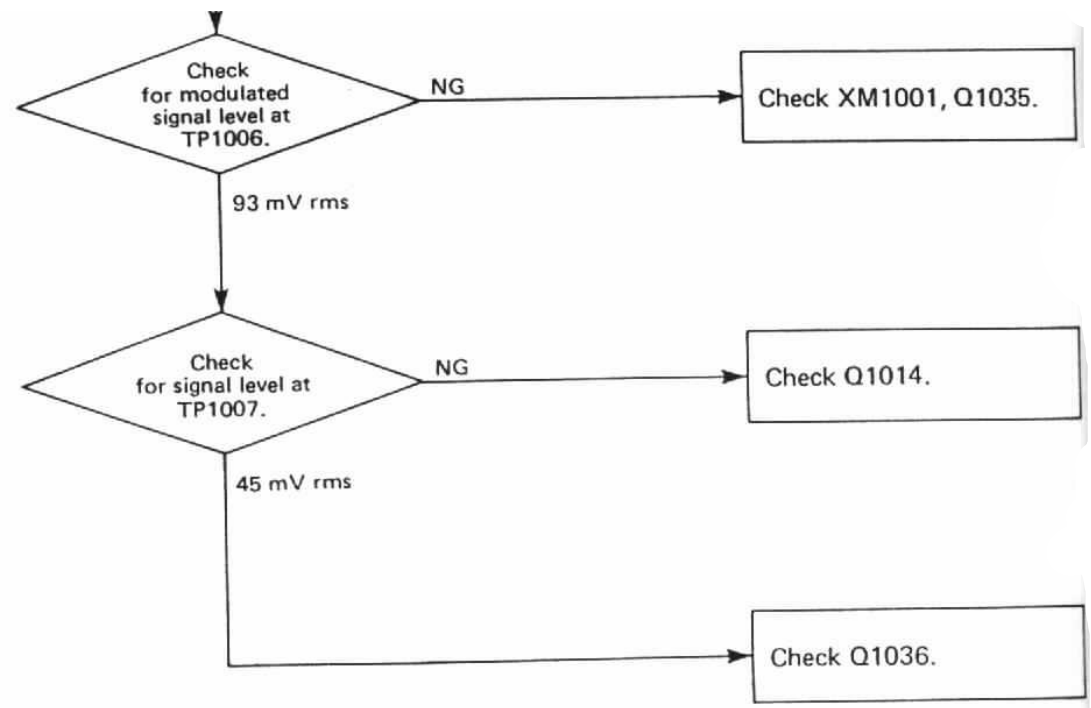 Check
for modulated
signal level at
TP1006.
NG
Check XM1001, Q1035.
93 mV rms
Check
for signal level at
TP1007.
NG
Check Q1014.
45 mV rms
Check Q1036.